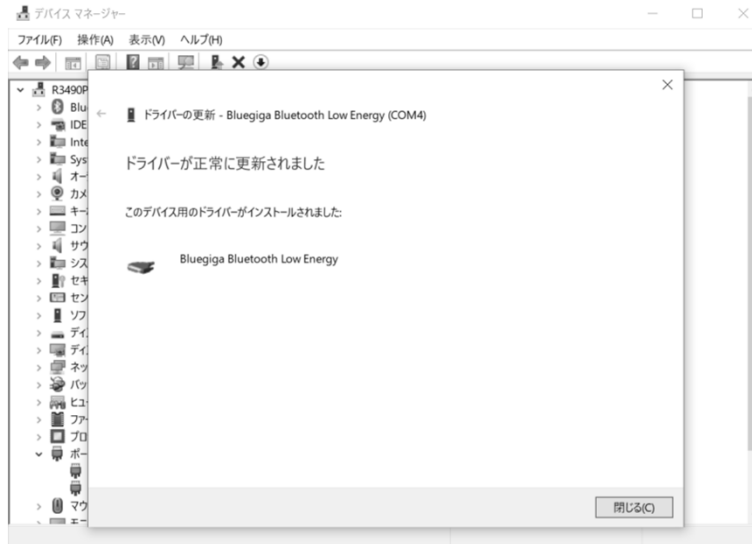 デバイス マネージャー
ファイル(F) 操作(A) 表示(V) ヘルプ(H)
R3490P
Blu
IDE
Inte
Sys
オー
カメ
キー
コン
サウ
シス
セキ
セン
ソフ
ディ
ディ
ネッ
バッ
ヒュ
ファ
プロ
ポー
マウ
モニ
ドライバーの更新 - Bluegiga Bluetooth Low Energy (COM4)
ドライバーが正常に更新されました
このデバイス用のドライバーがインストールされました:
Bluegiga Bluetooth Low Energy
閉じる(C)